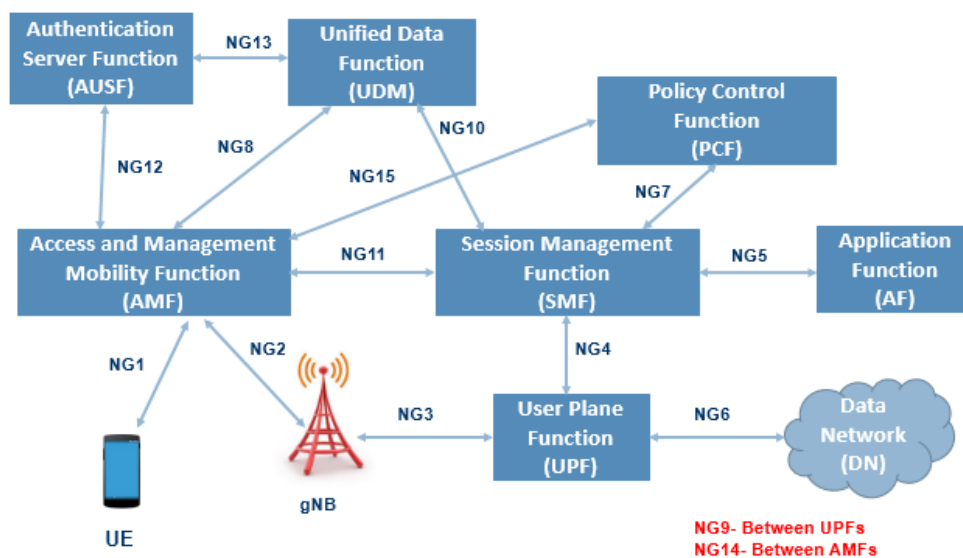 Authentication
Server Function
(AUSF)
NG13
Unified Data
Function
(UDM)
Policy Control
Function
(PCF)
NG12
NG8
NG10
NG15
NG7
Access and Management
Mobility Function
(AMF)
NG11
Session Management
Function
(SMF)
NG5
Application
Function
(AF)
NG1
NG2
NG4
NG3
User Plane
Function
(UPF)
NG6
Data
Network
(DN)
gNB
UE
NG9- Between UPFs
NG14- Between AMFs